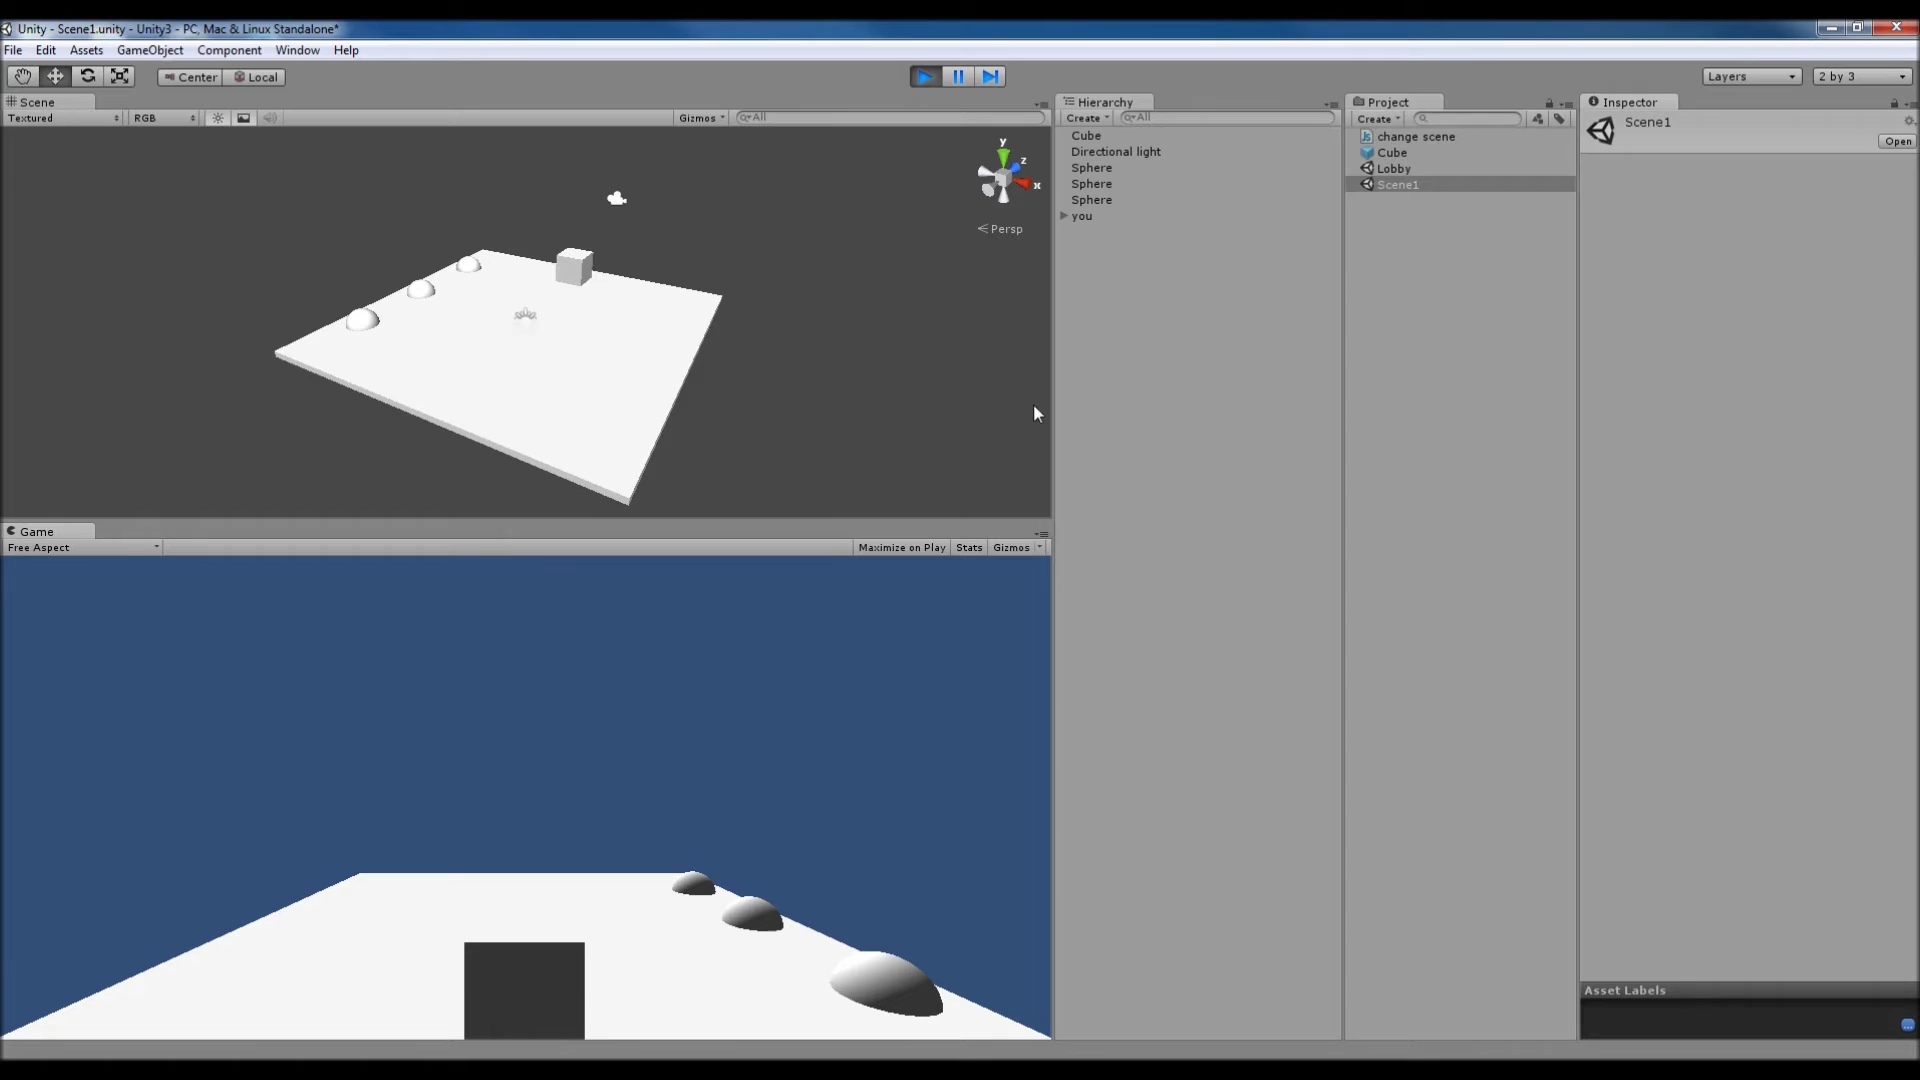 Unity - Scene1.unity - Unity3 - PC, Mac & Linux Standalone*
File Edit Assets GameObject Component Window Help
Center Local Layers 2 by 3
Scene
Textured RGB Gizmos All
y
z
x
Persp
Game
Free Aspect Maximize on Play Stats Gizmos
Hierarchy
Create All
Cube
Directional light
Sphere
Sphere
Sphere
you
Project
Create
change scene
Cube
Lobby
Scene1
Inspector
Scene1
Open
Asset Labels